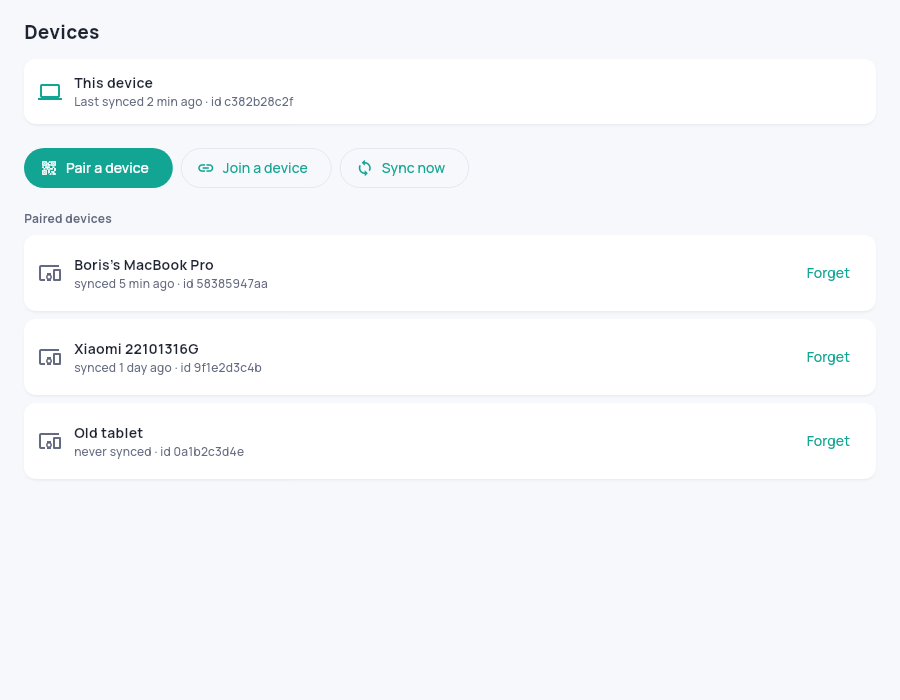 Devices
This device
Last synced 2 min ago · id c382b28c2f
Pair a device
Join a device
Sync now
Paired devices
Boris’s MacBook Pro
synced 5 min ago · id 58385947aa
Forget
Xiaomi 22101316G
synced 1 day ago · id 9f1e2d3c4b
Forget
Old tablet
never synced · id 0a1b2c3d4e
Forget